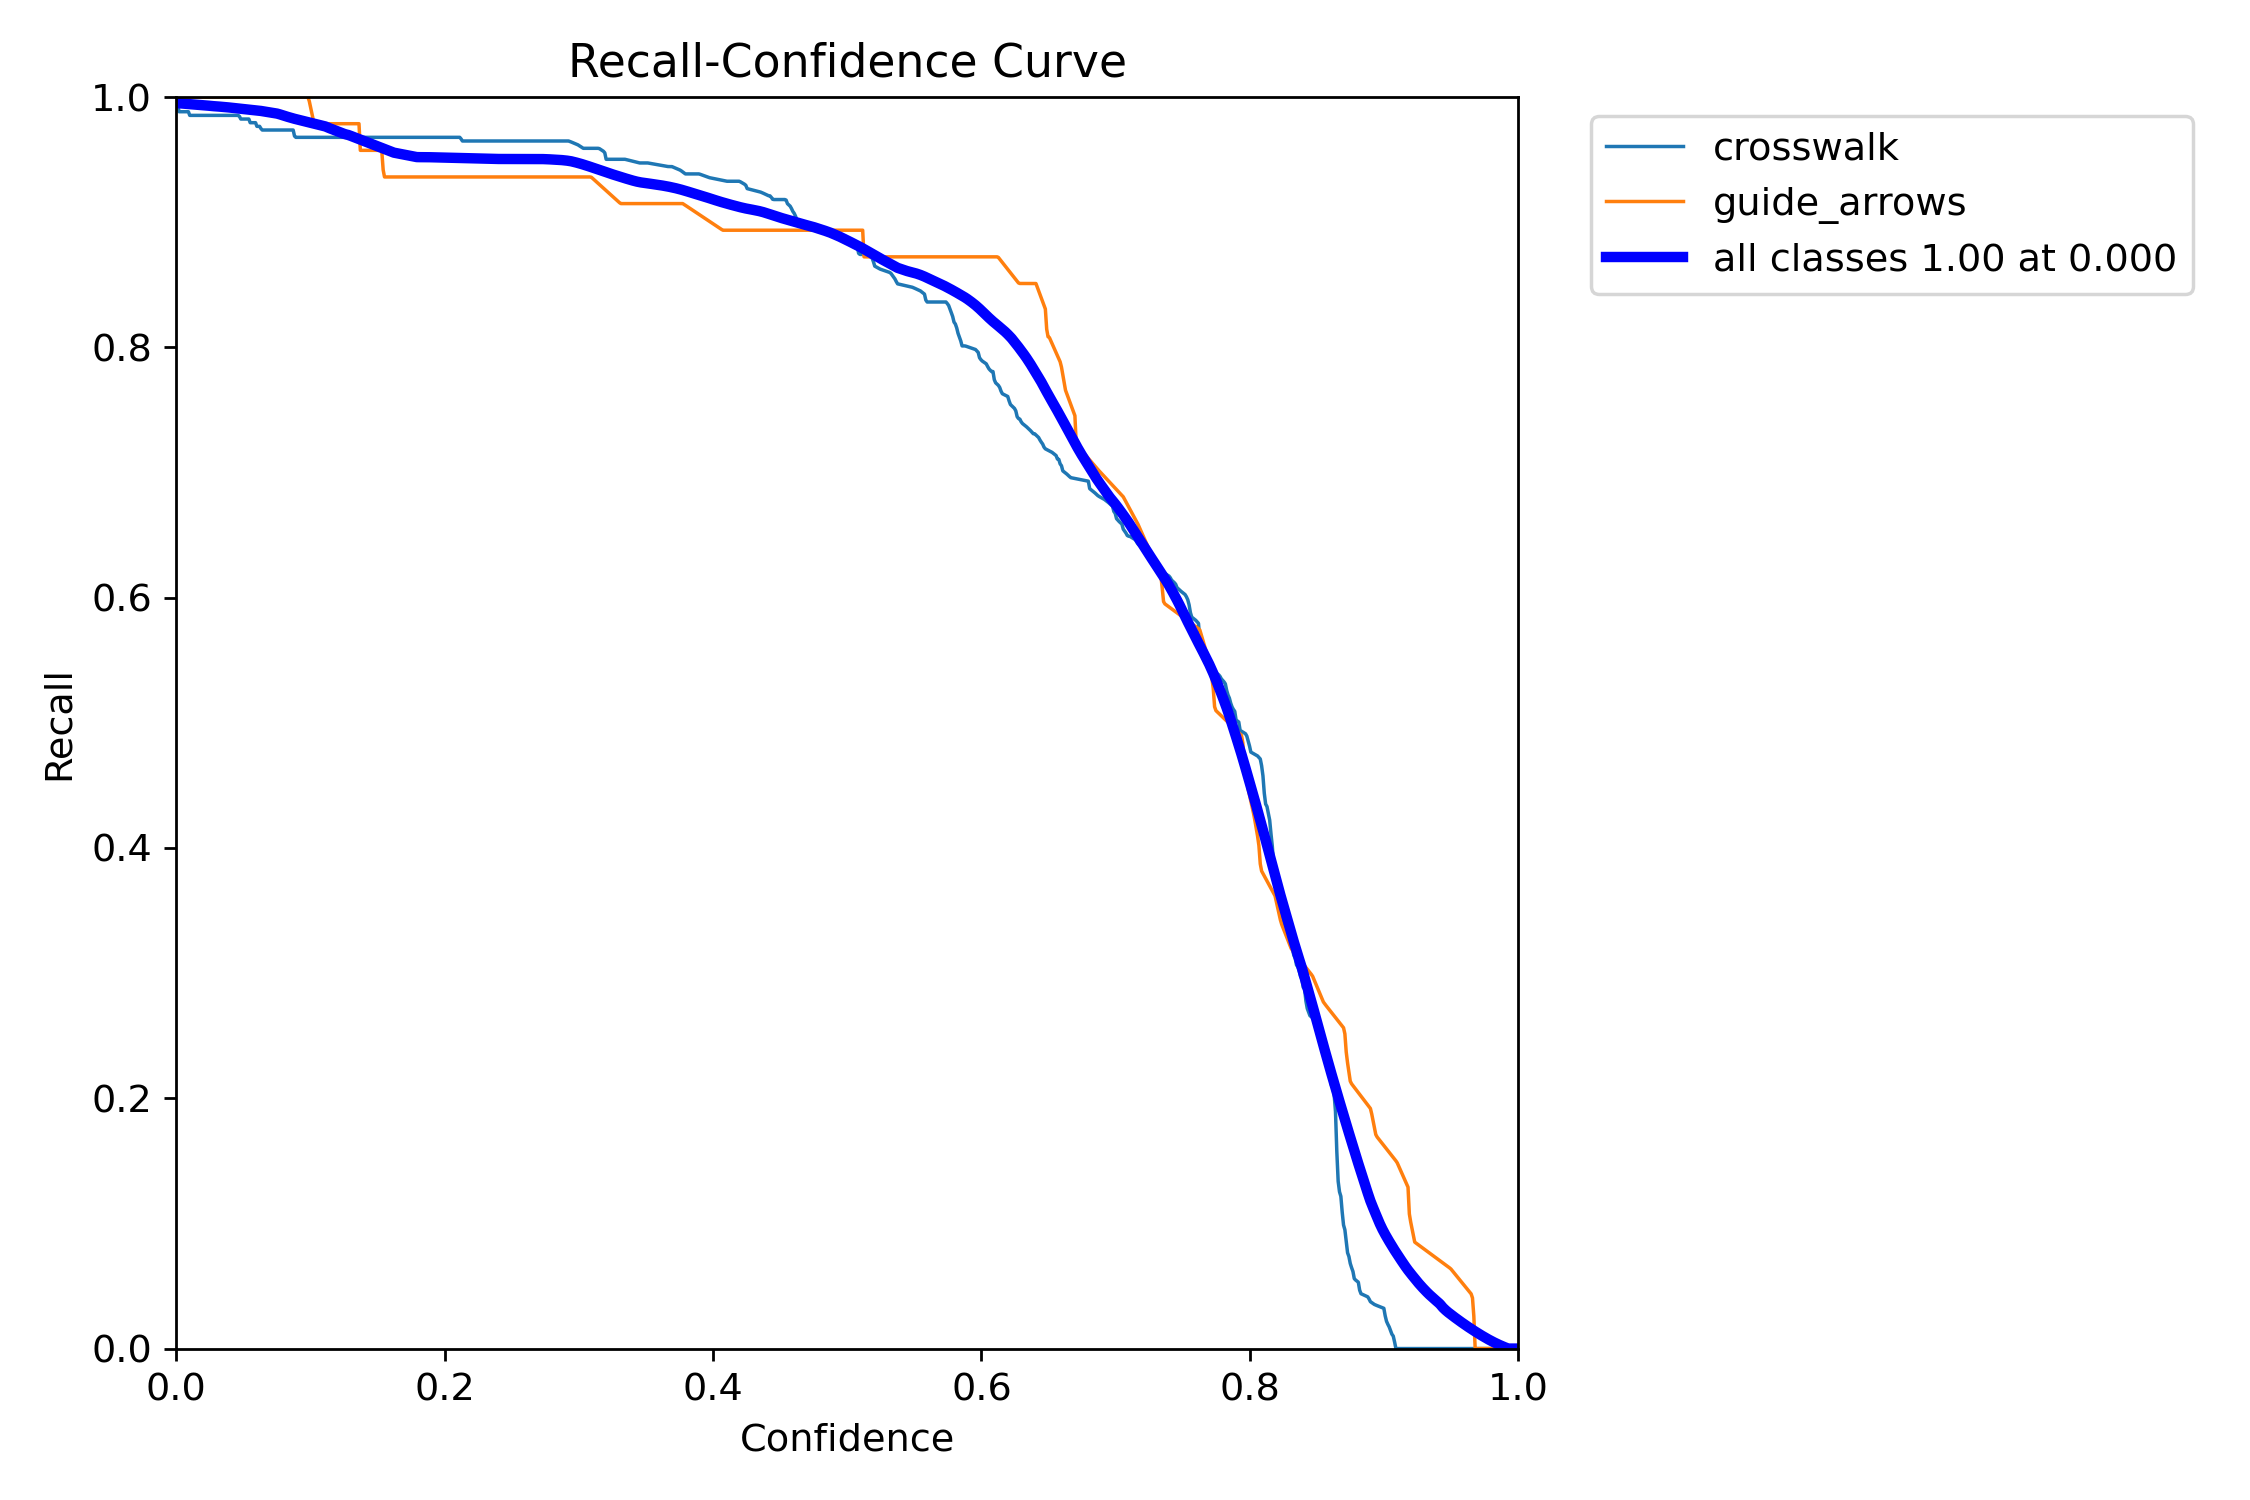 Recall-Confidence Curve
1.0
0.8
0.6
0.4
0.2
0.0
Recall
0.0 0.2 0.4 0.6 0.8 1.0
Confidence
crosswalk
guide_arrows
all classes 1.00 at 0.000